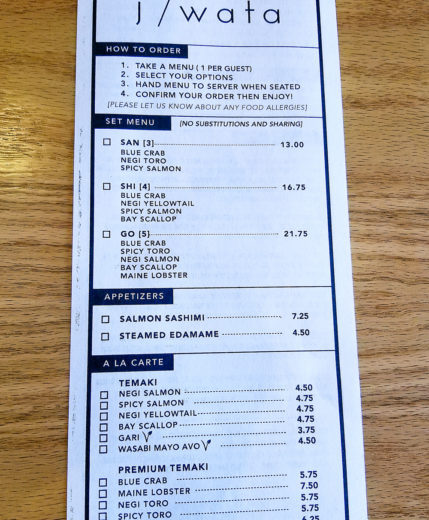 j /wata
HOW TO ORDER
1. TAKE A MENU ( 1 PER GUEST)
2. SELECT YOUR OPTIONS
3. HAND MENU TO SERVER WHEN SEATED
4. CONFIRM YOUR ORDER THEN ENJOY!
[PLEASE LET US KNOW ABOUT ANY FOOD ALLERGIES]
SET MENU [NO SUBSTITUTIONS AND SHARING]
SAN [3] 13.00
BLUE CRAB
NEGI TORO
SPICY SALMON
SHI [4] 16.75
BLUE CRAB
NEGI YELLOWTAIL
SPICY SALMON
BAY SCALLOP
GO [5] 21.75
BLUE CRAB
SPICY TORO
NEGI SALMON
BAY SCALLOP
MAINE LOBSTER
APPETIZERS
SALMON SASHIMI 7.25
STEAMED EDAMAME 4.50
A LA CARTE
TEMAKI
NEGI SALMON 4.50
SPICY SALMON 4.75
NEGI YELLOWTAIL 4.75
BAY SCALLOP 4.75
GARI 3.75
WASABI MAYO AVO 4.50
PREMIUM TEMAKI
BLUE CRAB 5.75
MAINE LOBSTER 7.50
NEGI TORO 5.75
SPICY TORO 5.75
6.25